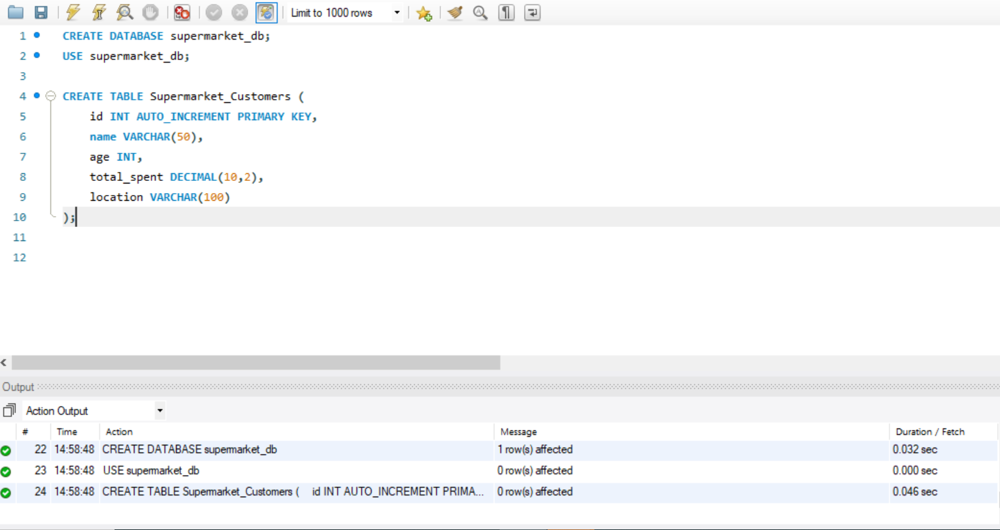 Limit to 1000 rows
1 CREATE DATABASE supermarket_db;
2 USE supermarket_db;
3
4 CREATE TABLE Supermarket_Customers (
5 id INT AUTO_INCREMENT PRIMARY KEY,
6 name VARCHAR(50),
7 age INT,
8 total_spent DECIMAL(10,2),
9 location VARCHAR(100)
10 );
11
12
Output
Action Output
# Time Action Message Duration / Fetch
22 14:58:48 CREATE DATABASE supermarket_db 1 row(s) affected 0.032 sec
23 14:58:48 USE supermarket_db 0 row(s) affected 0.000 sec
24 14:58:48 CREATE TABLE Supermarket_Customers ( id INT AUTO_INCREMENT PRIMA... 0 row(s) affected 0.046 sec